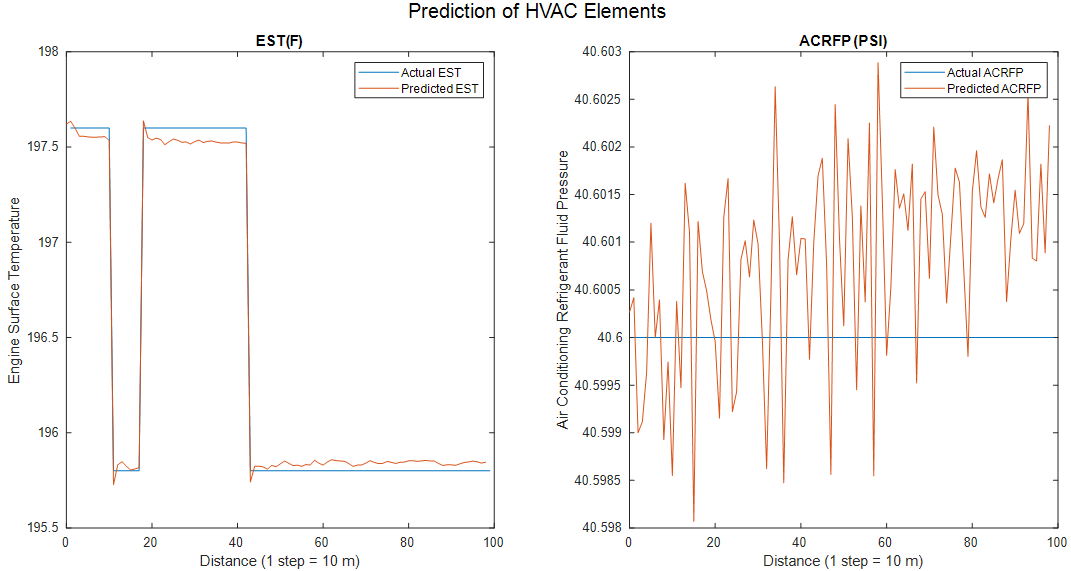 Prediction of HVAC Elements
EST(F)
Actual EST
Predicted EST
Engine Surface Temperature
198
197.5
197
196.5
196
195.5
0
20
40
60
80
100
Distance (1 step = 10 m)
ACRFP (PSI)
Actual ACRFP
Predicted ACRFP
Air Conditioning Refrigerant Fluid Pressure
40.603
40.6025
40.602
40.6015
40.601
40.6005
40.6
40.5995
40.599
40.5985
40.598
0
20
40
60
80
100
Distance (1 step = 10 m)